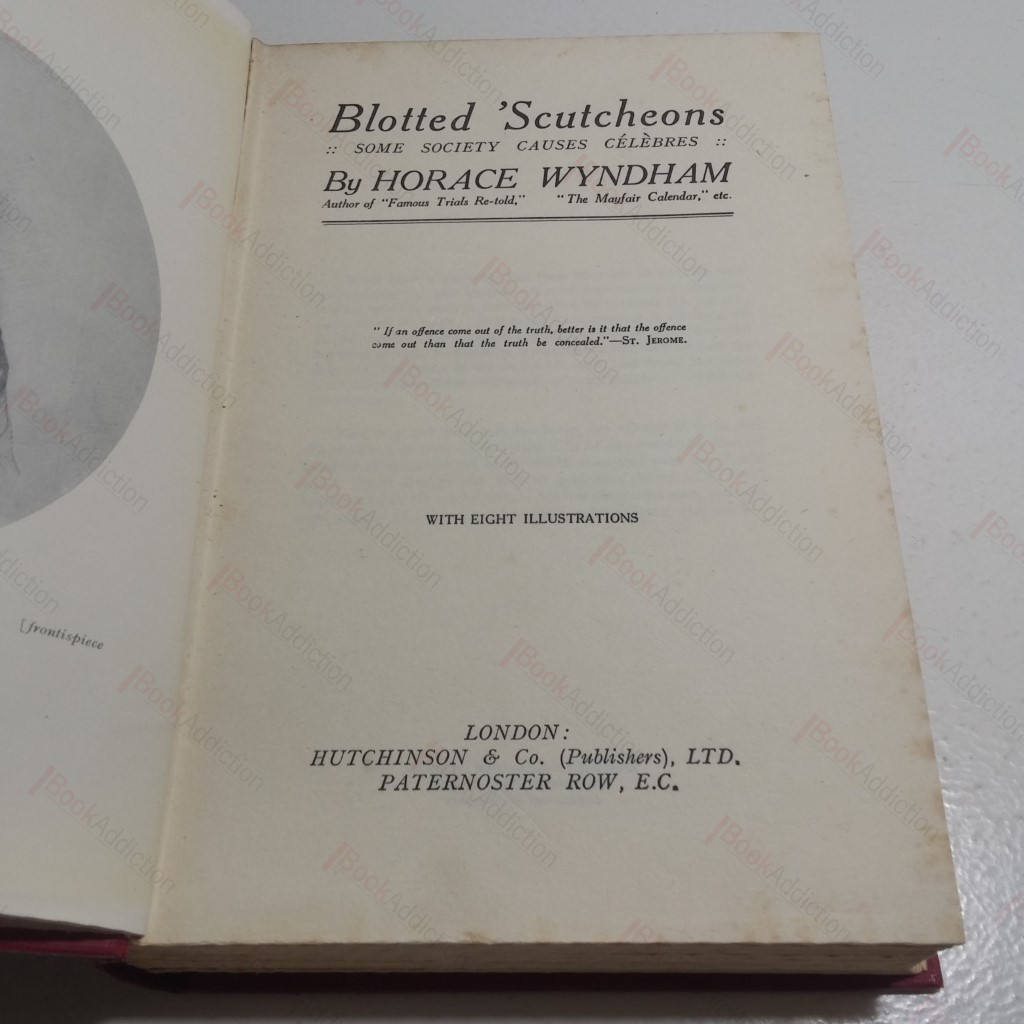 Blotted 'Scutcheons
:: SOME SOCIETY CAUSES CÉLÈBRES ::
By HORACE WYNDHAM
Author of "Famous Trials Re-told," "The Mayfair Calendar," etc.
"If an offence come out of the truth, better is it that the offence
come out than that the truth be concealed."—ST. JEROME.
WITH EIGHT ILLUSTRATIONS
LONDON:
HUTCHINSON & Co. (Publishers), LTD.
PATERNOSTER ROW, E.C.
[frontispiece
BookAddiction